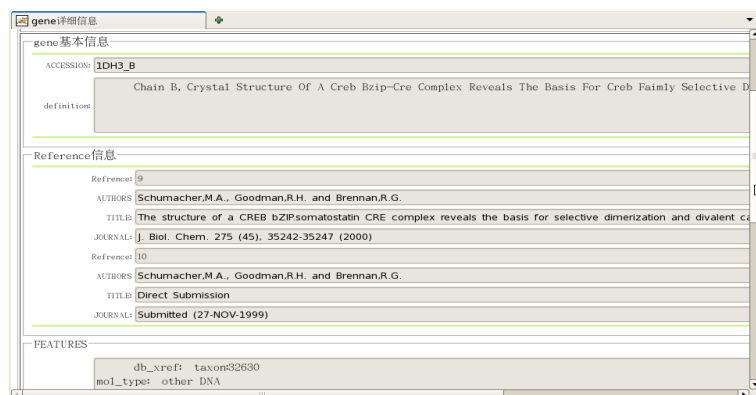 gene详细信息
gene基本信息
ACCESSION: 1DH3_B
Chain B, Crystal Structure Of A Creb Bzip-Cre Complex Reveals The Basis For Creb Faimly Selective D
definition:
Reference信息
Refrence: 9
AUTHORS Schumacher,M.A., Goodman,R.H. and Brennan,R.G.
TITLE: The structure of a CREB bZIP.somatostatin CRE complex reveals the basis for selective dimerization and divalent ca
JOURNAL: J. Biol. Chem. 275 (45), 35242-35247 (2000)
Refrence: 10
AUTHORS Schumacher,M.A., Goodman,R.H. and Brennan,R.G.
TITLE: Direct Submission
JOURNAL: Submitted (27-NOV-1999)
FEATURES
db_xref: taxon:32630
mol_type: other DNA